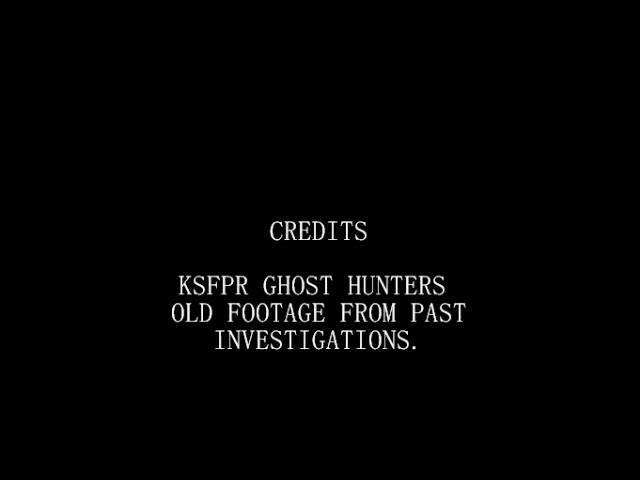 CREDITS
KSFPR GHOST HUNTERS
OLD FOOTAGE FROM PAST
INVESTIGATIONS.